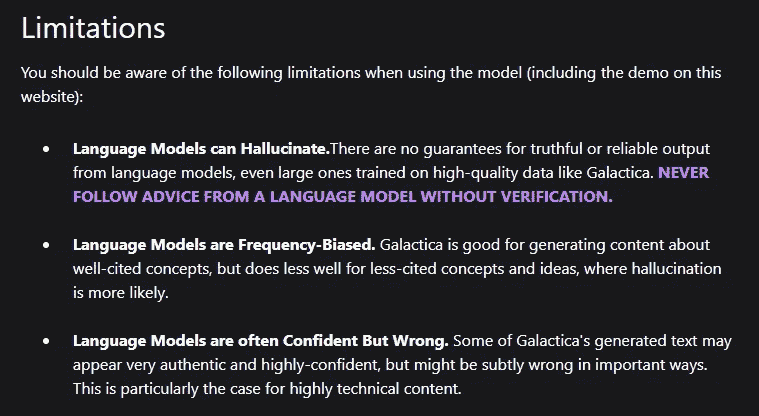 Limitations
You should be aware of the following limitations when using the model (including the demo on this
website):
• Language Models can Hallucinate.There are no guarantees for truthful or reliable output
from language models, even large ones trained on high-quality data like Galactica. NEVER
FOLLOW ADVICE FROM A LANGUAGE MODEL WITHOUT VERIFICATION.
• Language Models are Frequency-Biased. Galactica is good for generating content about
well-cited concepts, but does less well for less-cited concepts and ideas, where hallucination
is more likely.
• Language Models are often Confident But Wrong. Some of Galactica's generated text may
appear very authentic and highly-confident, but might be subtly wrong in important ways.
This is particularly the case for highly technical content.